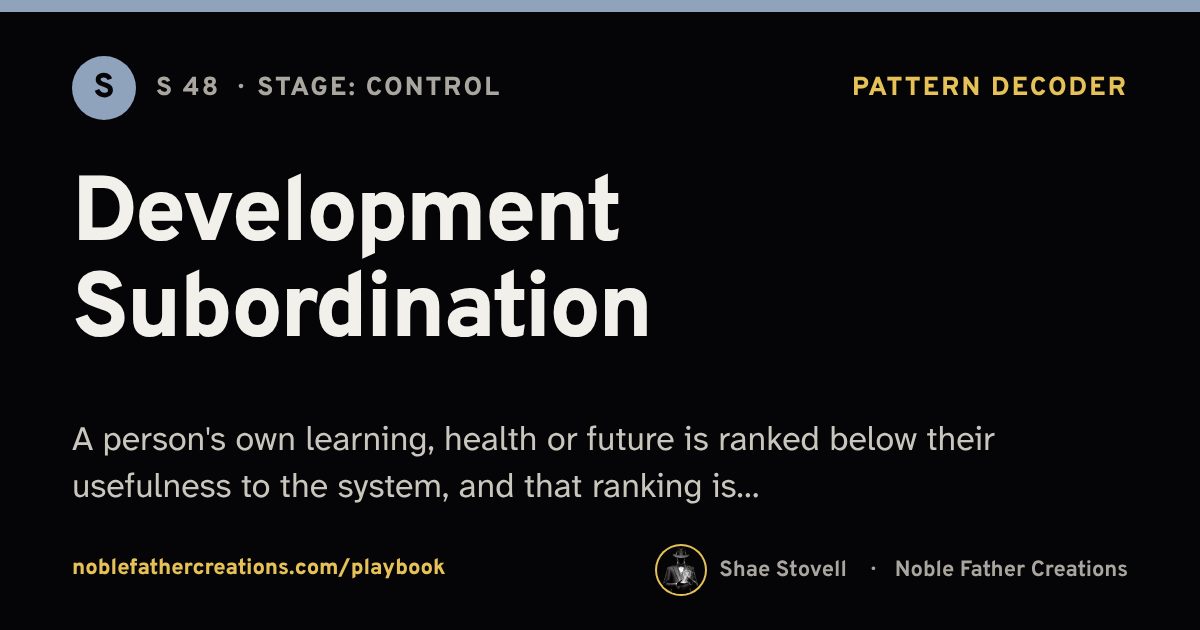 S
S 48 · STAGE: CONTROL
PATTERN DECODER
Development
Subordination
A person's own learning, health or future is ranked below their
usefulness to the system, and that ranking is...
noblefathercreations.com/playbook
Shae Stovell · Noble Father Creations